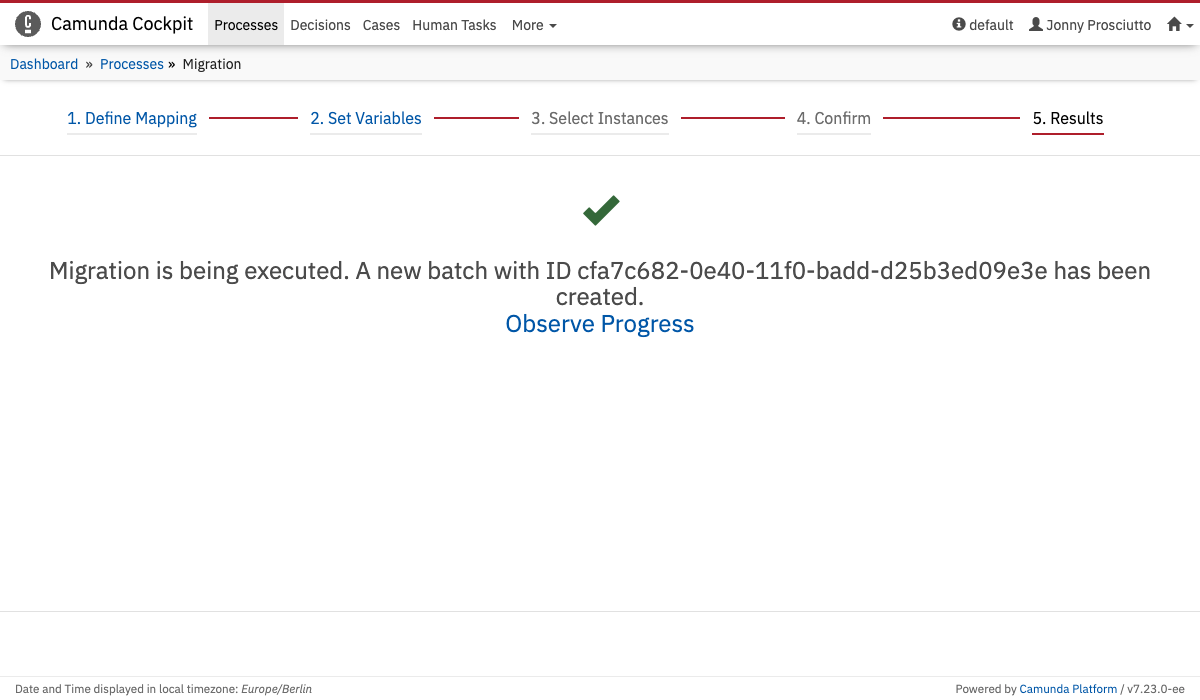 Camunda Cockpit Processes Decisions Cases Human Tasks More default Jonny Prosciutto
Dashboard » Processes » Migration
1. Define Mapping 2. Set Variables 3. Select Instances 4. Confirm 5. Results
Migration is being executed. A new batch with ID cfa7c682-0e40-11f0-badd-d25b3ed09e3e has been
created.
Observe Progress
Date and Time displayed in local timezone: Europe/Berlin Powered by Camunda Platform / v7.23.0-ee